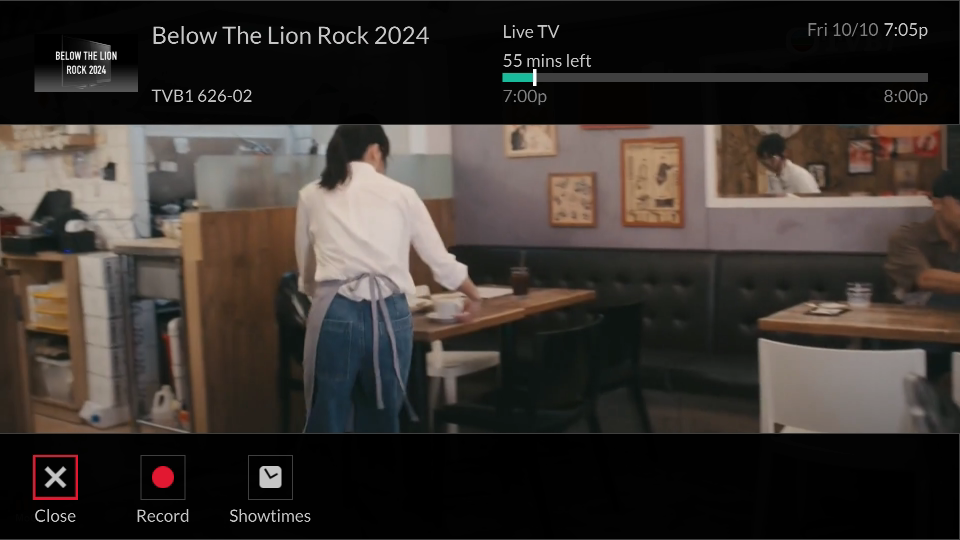 BELOW THE LION
ROCK 2024
Below The Lion Rock 2024
TVB1 626-02
Live TV
Fri 10/10 7:05p
55 mins left
7:00p
8:00p
Close
Record
Showtimes